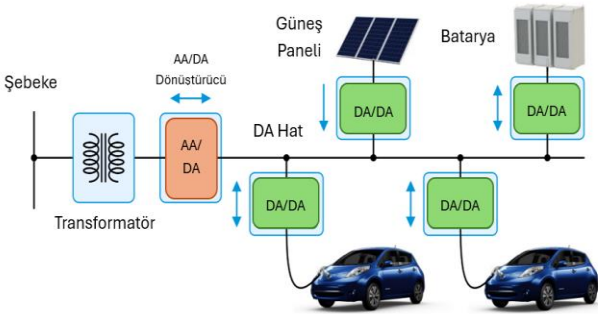 Güneş
Paneli
Batarya
AA/DA
Dönüştürücü
Şebeke
DA/DA
DA/DA
DA Hat
AA/
DA
DA/DA
DA/DA
Transformatör